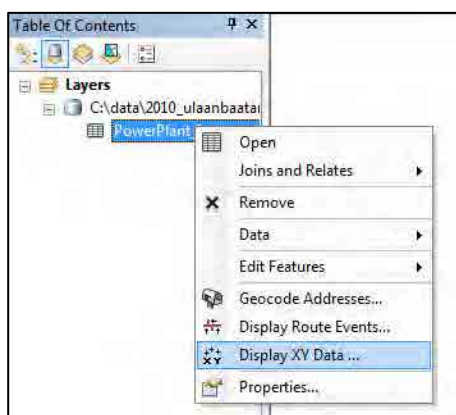 Table Of Contents
Layers
C:\data\2010_ulaanbaatar
PowerPlant
Open
Joins and Relates
Remove
Data
Edit Features
Geocode Addresses...
Display Route Events...
Display XY Data ...
Properties...